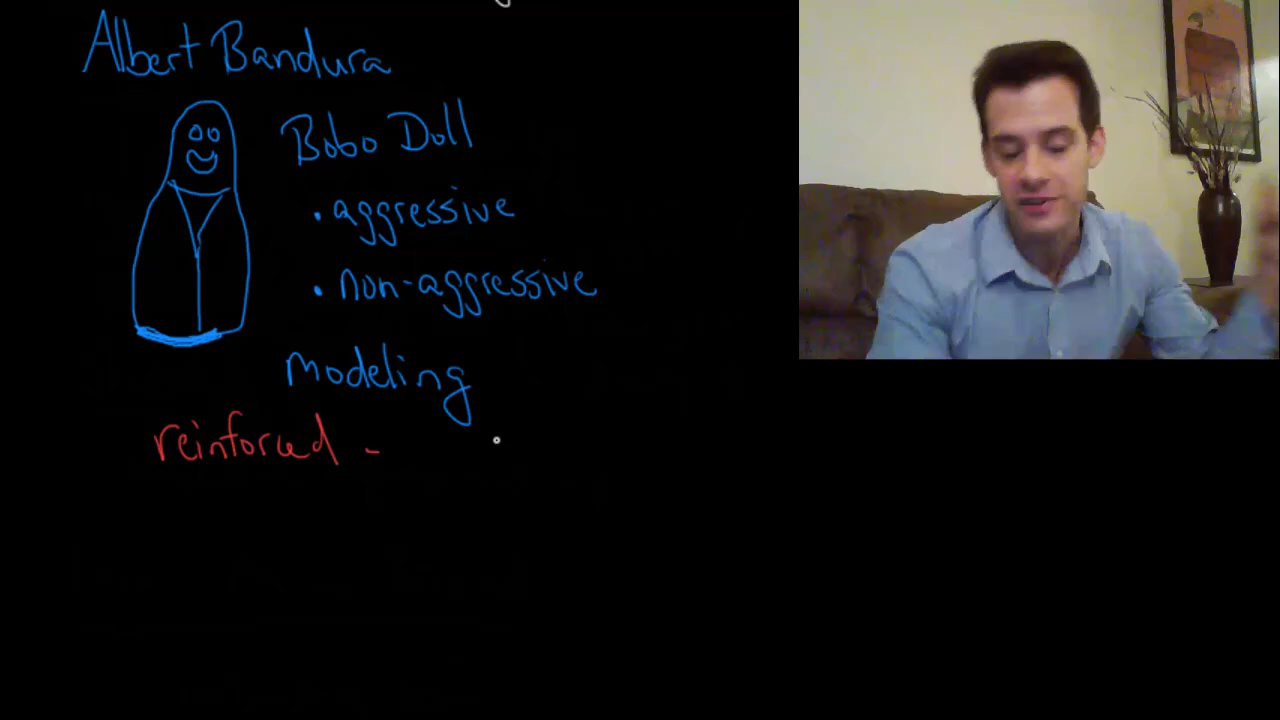 Albert Bandura
Bobo Doll
• aggressive
• non-aggressive
Modeling
reinforced -